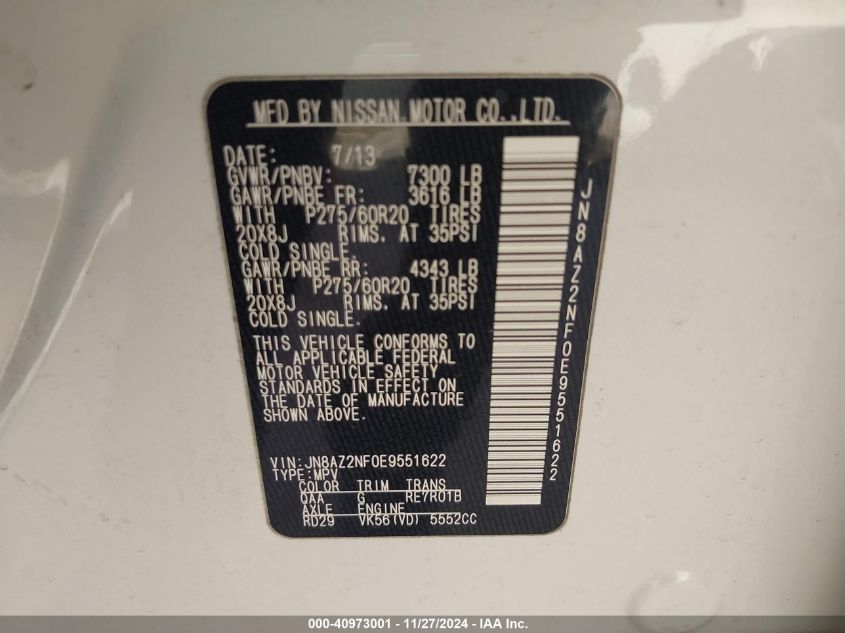 MFD BY NISSAN MOTOR CO.,LTD.
DATE: 7/13
GVWR/PNBV: 7300 LB
GAWR/PNBE FR: 3616 LB
WITH P275/60R20 TIRES
20X8J RIMS. AT 35PSI
COLD SINGLE.
GAWR/PNBE RR: 4343 LB
WITH P275/60R20 TIRES
20X8J RIMS. AT 35PSI
COLD SINGLE.
THIS VEHICLE CONFORMS TO
ALL APPLICABLE FEDERAL
MOTOR VEHICLE SAFETY
STANDARDS IN EFFECT ON
THE DATE OF MANUFACTURE
SHOWN ABOVE.
VIN:JN8AZ2NF0E9551622
TYPE:MPV
COLOR TRIM TRANS
QAA G RE7R01B
AXLE ENGINE
RD29 VK56(VD) 5552CC
JN8AZ2NF0E9551622
000-40973001 - 11/27/2024 - IAAI.COM